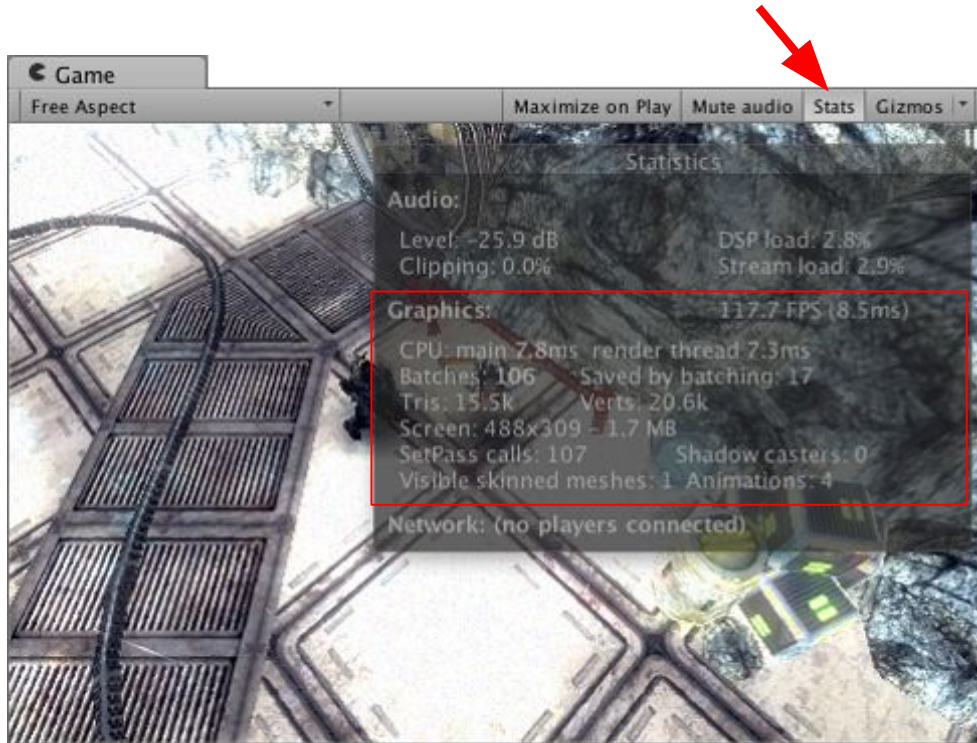 Game
Free Aspect Maximize on Play Mute audio Stats Gizmos
Statistics
Audio:
Level: -25.9 dB DSP load: 2.8%
Clipping: 0.0% Stream load: 2.9%
Graphics: 117.7 FPS (8.5ms)
CPU: main 7.8ms render thread 7.3ms
Batches: 106 Saved by batching: 17
Tris: 15.5k Verts: 20.6k
Screen: 488x309 - 1.7 MB
SetPass calls: 107 Shadow casters: 0
Visible skinned meshes: 1 Animations: 4
Network: (no players connected)